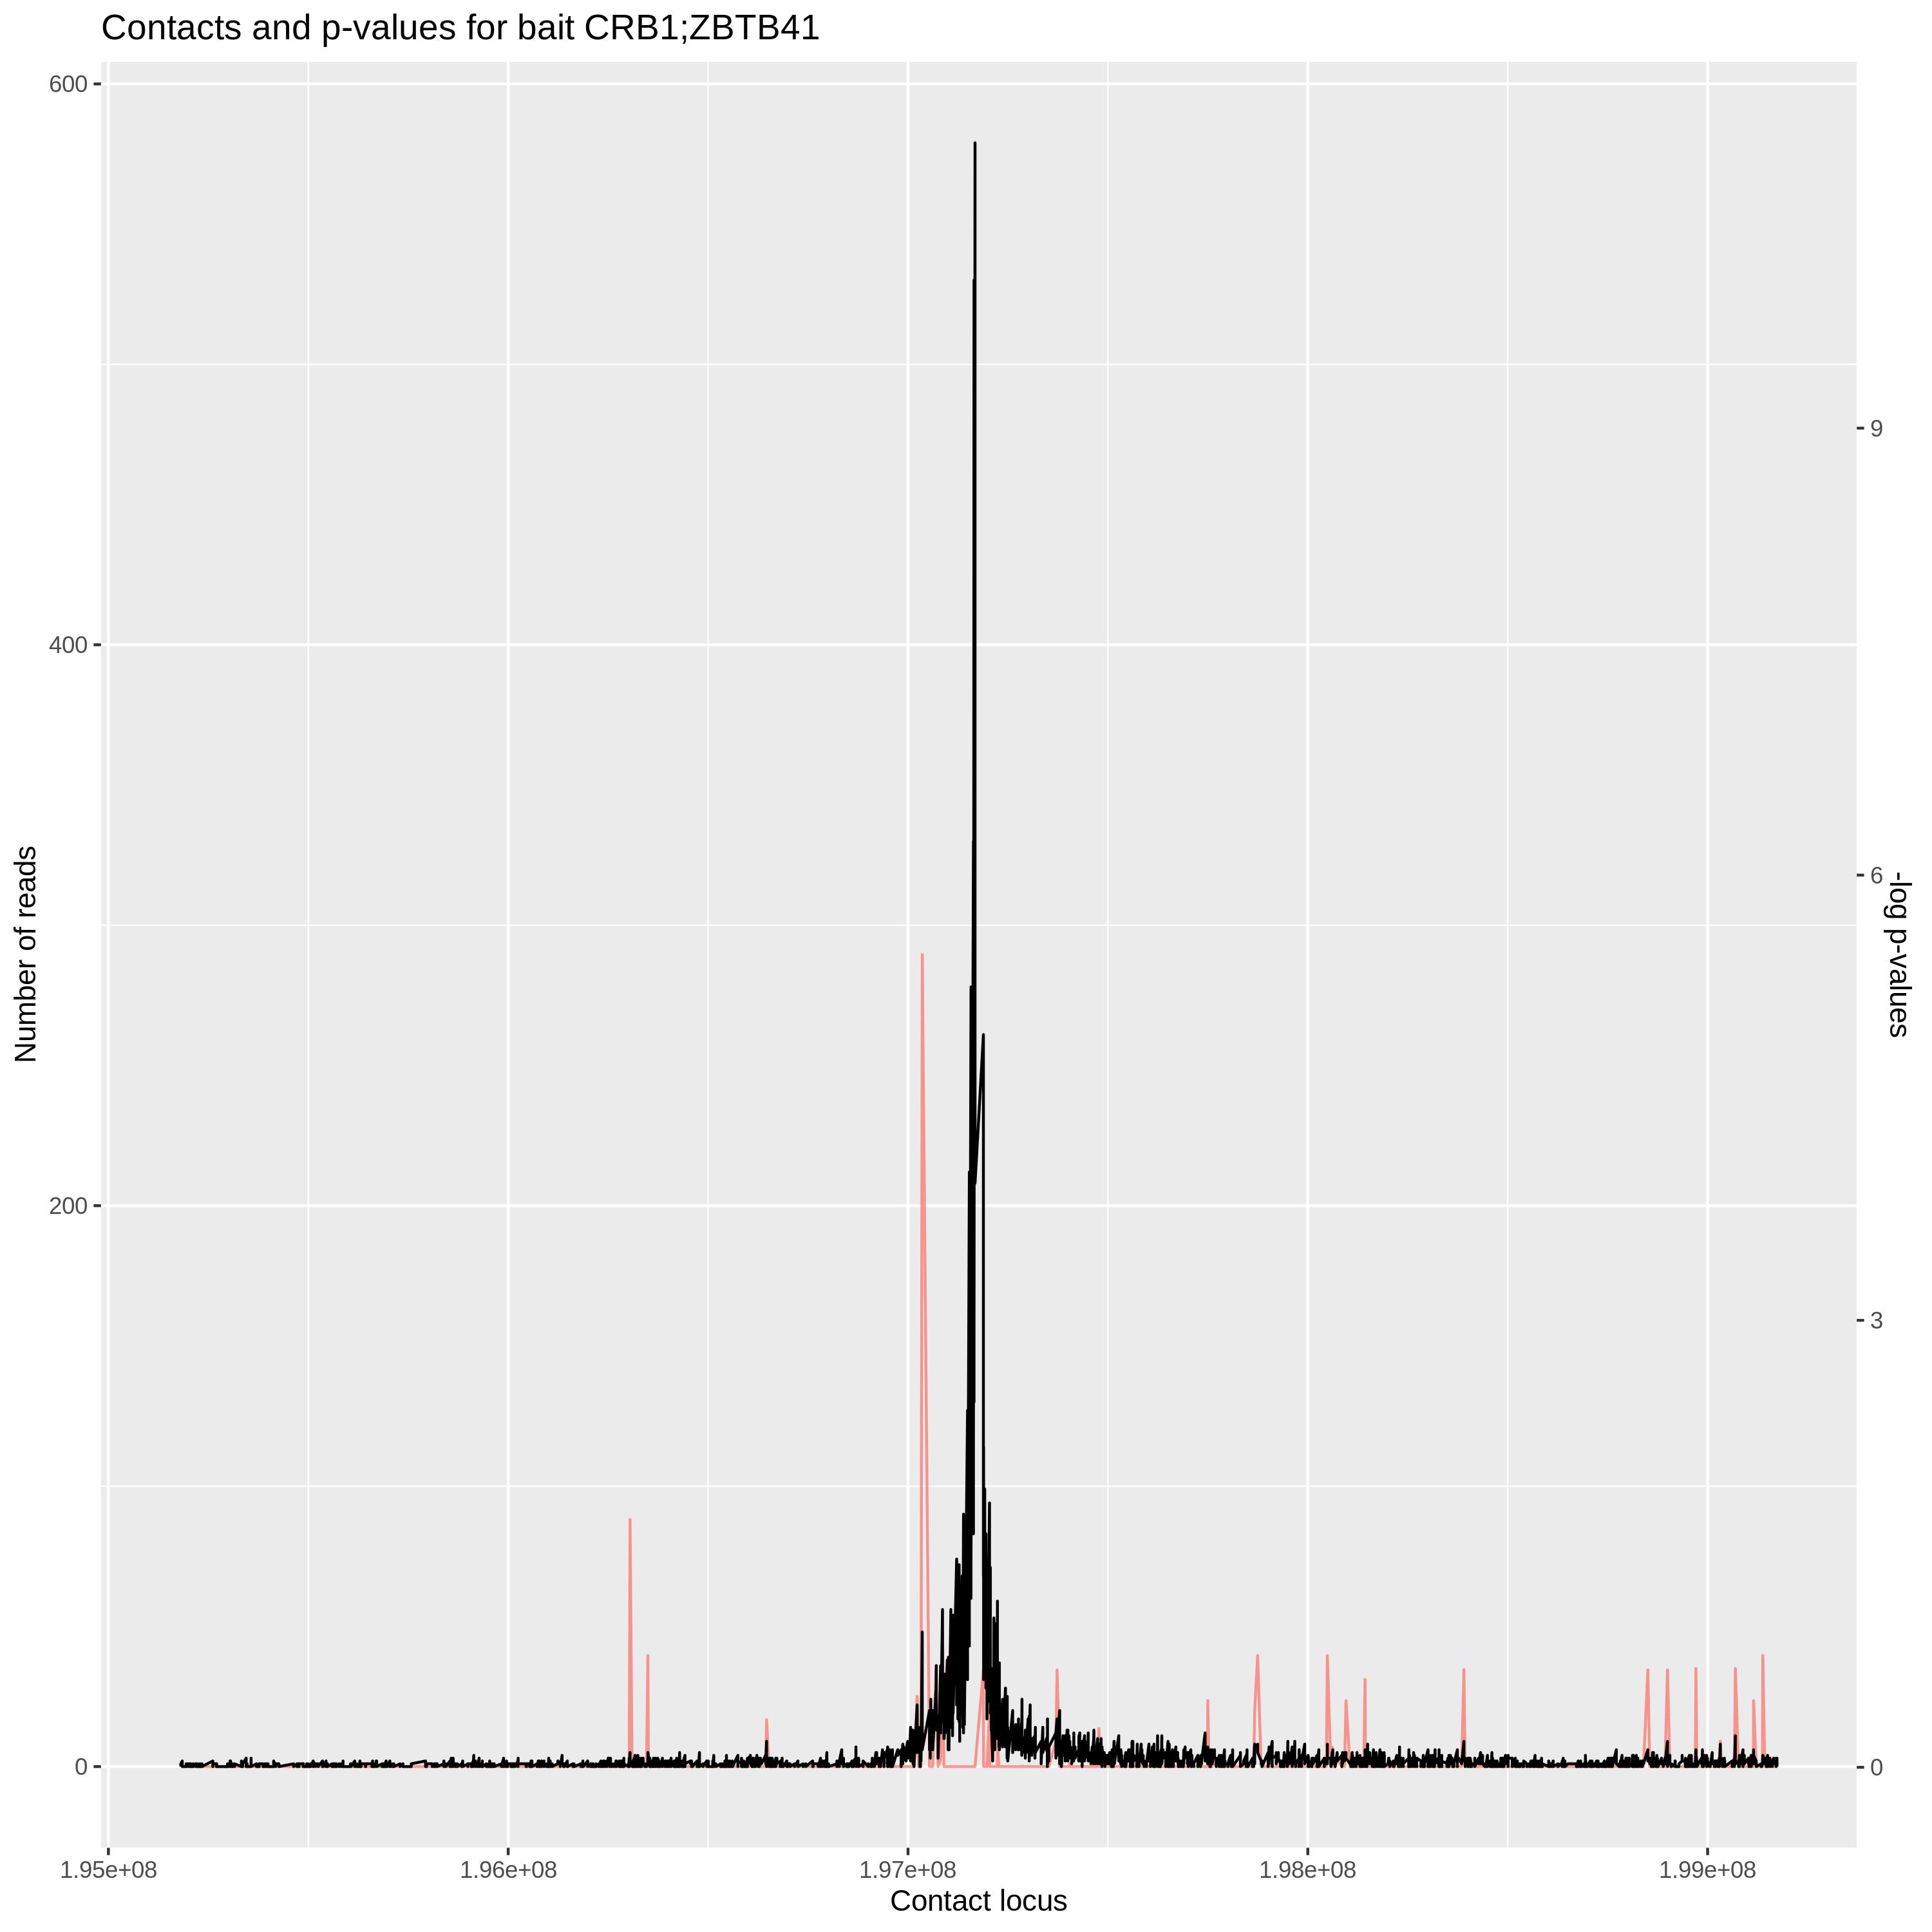 Contacts and p-values for bait CRB1;ZBTB41
600
400
200
0
Number of reads
9
6
3
0
-log p-values
1.95e+08 1.96e+08 1.97e+08 1.98e+08 1.99e+08
Contact locus